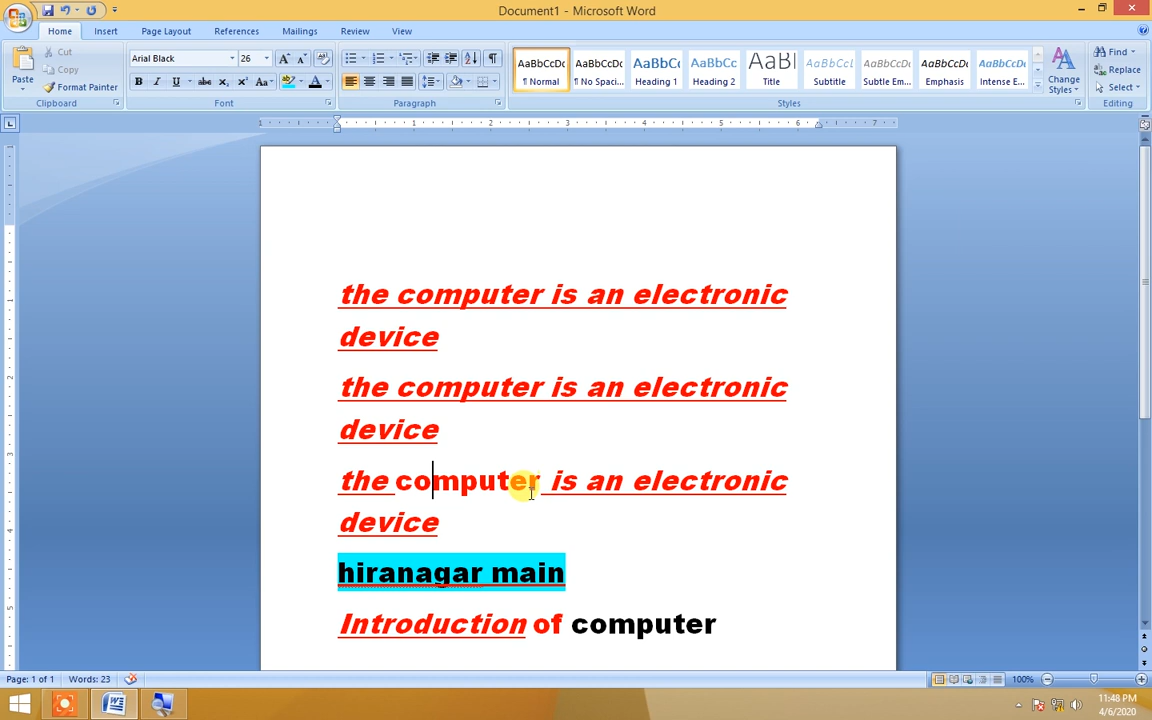 Document1 - Microsoft Word
Home Insert Page Layout References Mailings Review View
Paste Cut Copy Format Painter Clipboard
Arial Black 26 Font
Paragraph
AaBbCcDc ¶ Normal AaBbCcDc ¶ No Spaci... AaBbC Heading 1 AaBbCc Heading 2 AaBl Title AaBbCcL Subtitle AaBbCcDc Subtle Em... AaBbCcDc Emphasis AaBbCcDt Intense E... Styles
Change Styles
Find Replace Select Editing
the computer is an electronic
device
the computer is an electronic
device
the computer is an electronic
device
hiranagar main
Introduction of computer
Page: 1 of 1 Words: 23 100%
11:48 PM
4/6/2020